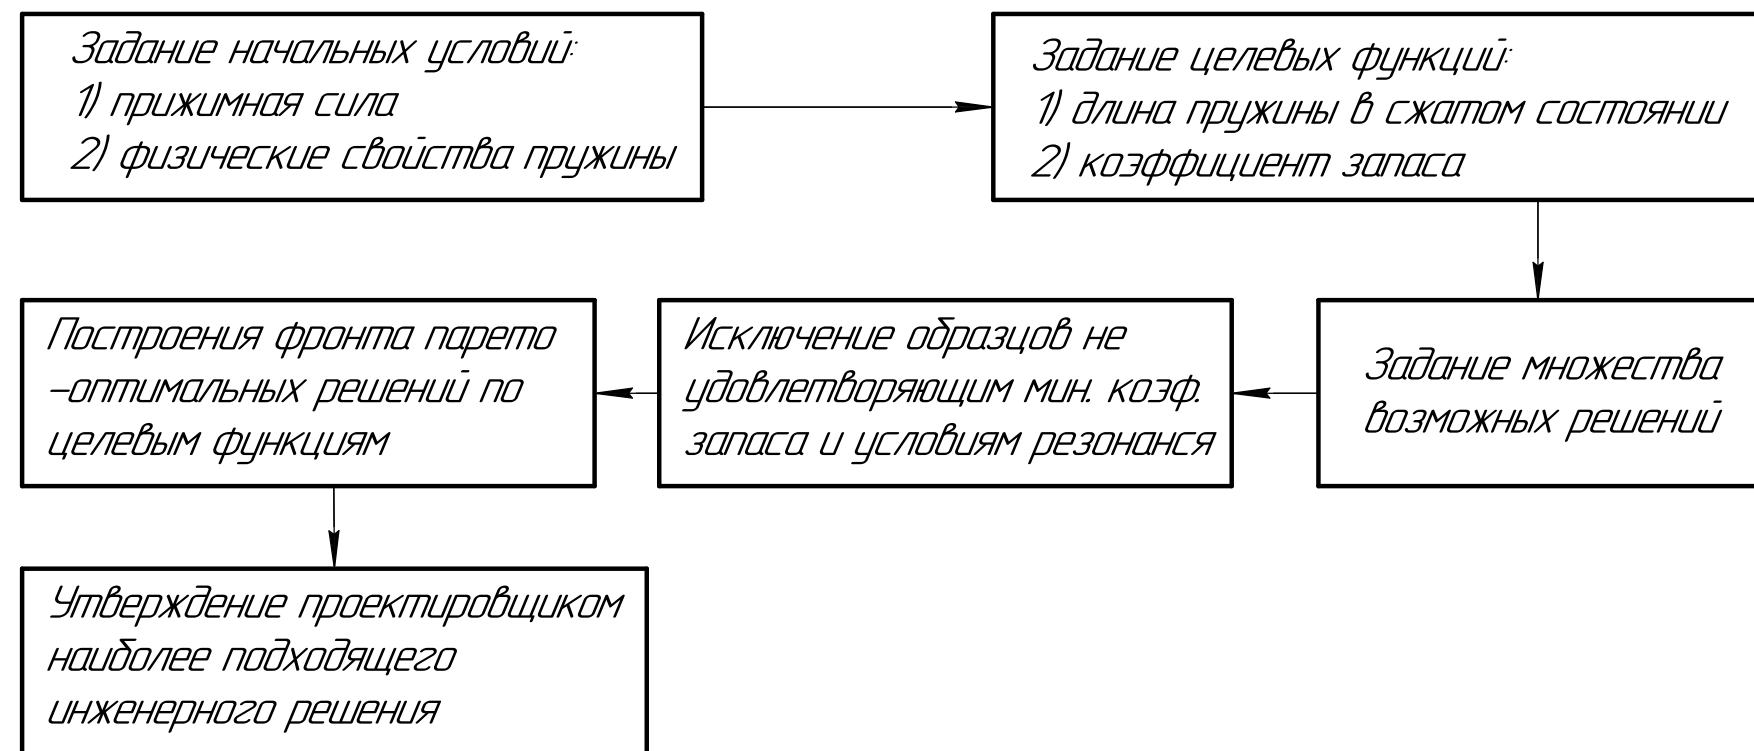 Задание начальных условий:
1) прижимная сила
2) физические свойства пружины
Задание целевых функций:
1) длина пружины в сжатом состоянии
2) коэффициент запаса
Задание множества
возможных решений
Исключение образцов не
удовлетворяющим мин. коэф.
запаса и условиям резонанся
Построения фронта парето
-оптимальных решений по
целевым функциям
Утверждение проектировщиком
наиболее подходящего
инженерного решения